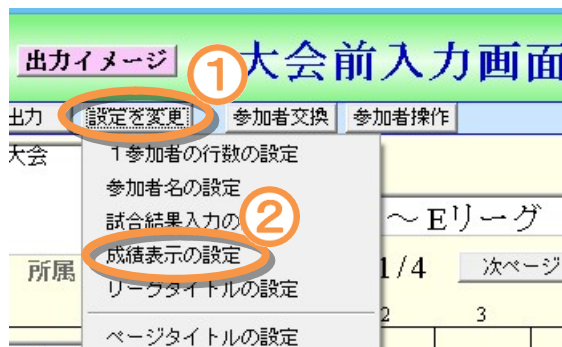 出力イメージ
①
大会前入力画面
出力
設定を変更
参加者交換
参加者操作
大会
1参加者の行数の設定
参加者名の設定
試合結果入力の
②
～Eリーグ
成績表示の設定
所属
1/4
次ページ
リーグタイトルの設定
2
3
ページタイトルの設定